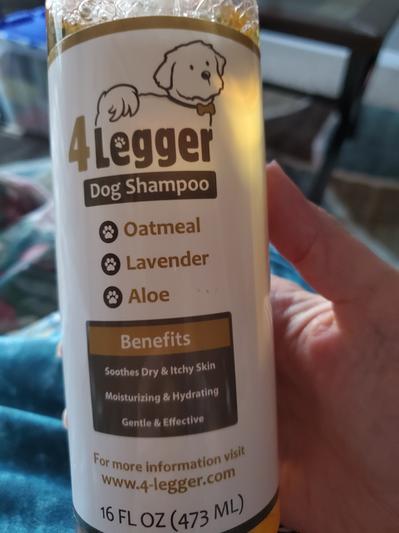 4Legger
Dog Shampoo
Oatmeal
Lavender
Aloe
Benefits
Soothes Dry & Itchy Skin
Moisturizing & Hydrating
Gentle & Effective
For more information visit
www.4-legger.com
16 FL OZ (473 ML)